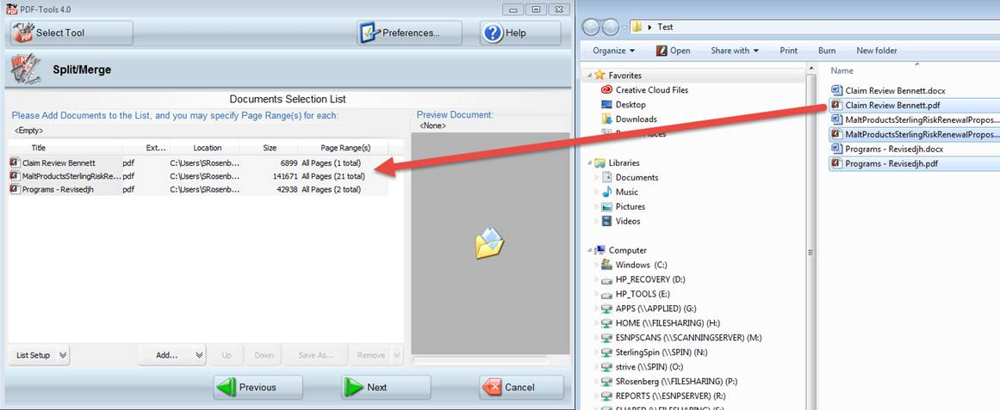 PDF-Tools 4.0
Select Tool
Preferences...
Help
Split/Merge
Documents Selection List
Please Add Documents to the List, and you may specify Page Range(s) for each:
<Empty>
Title Ext... Location Size Page Range(s)
Claim Review Bennett pdf C:\Users\SRosenb... 6899 All Pages (1 total)
MaltProductsSterlingRiskRe... pdf C:\Users\SRosenb... 141671 All Pages (21 total)
Programs - Revisedjh pdf C:\Users\SRosenb... 42938 All Pages (2 total)
Preview Document:
<None>
List Setup
Add...
Up
Down
Save As...
Remove
Previous
Next
Cancel
Test
Organize
Open
Share with
Print
Burn
New folder
Favorites
Creative Cloud Files
Desktop
Downloads
Places
Libraries
Documents
Music
Pictures
Videos
Computer
Windows (C:)
HP_RECOVERY (D:)
HP_TOOLS (E:)
APPS (\\APPLIED) (G:)
HOME (\\FILESHARING) (H:)
ESNPSCANS (\\SCANNINGSERVER) (M:)
SterlingSpin (\\SPIN) (N:)
strive (\\SPIN) (O:)
SRosenberg (\\FILESHARING) (P:)
REPORTS (\\ESNPSERVER) (R:)
SHARED (\\FILESHARING) (S:)
Name
Claim Review Bennett.docx
Claim Review Bennett.pdf
MaltProductsSterlingRiskRenewalPropos...
MaltProductsSterlingRiskRenewalPropos...
Programs - Revisedjh.docx
Programs - Revisedjh.pdf